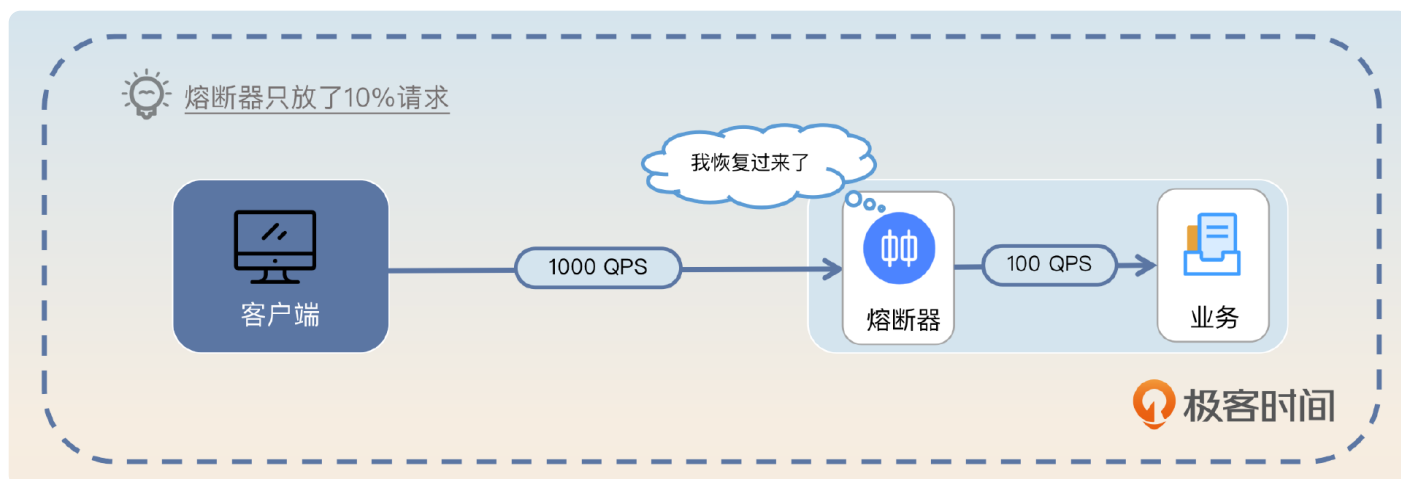 熔断器只放了10%请求
我恢复过来了
客户端
1000 QPS
熔断器
100 QPS
业务
极客时间